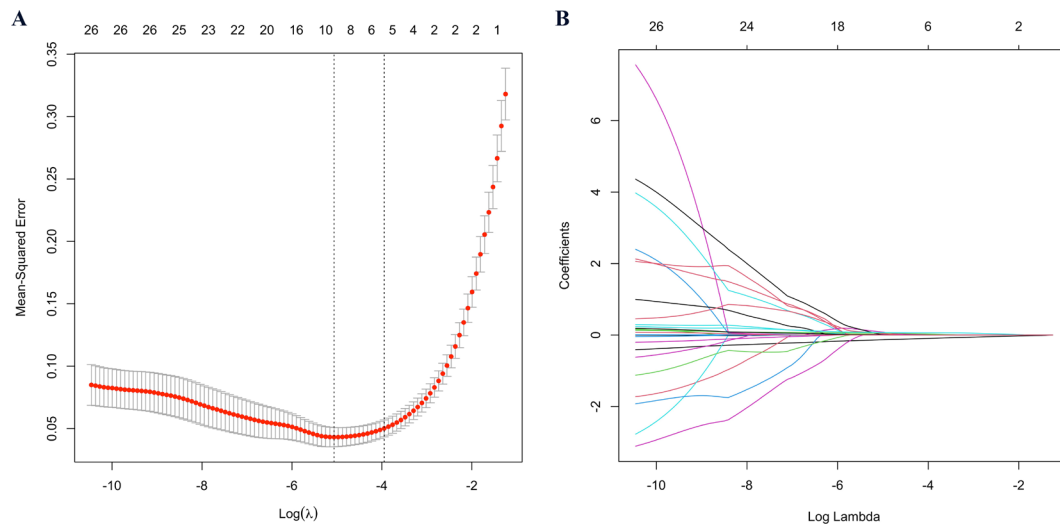 A
26 26 26 25 23 22 20 16 10 8 6 5 4 2 2 2 1
0.35
0.30
0.25
0.20
0.15
0.10
0.05
Mean-Squared Error
-10 -8 -6 -4 -2
Log(λ)
B
26 24 18 6 2
6
4
2
0
-2
Coefficients
-10 -8 -6 -4 -2
Log Lambda